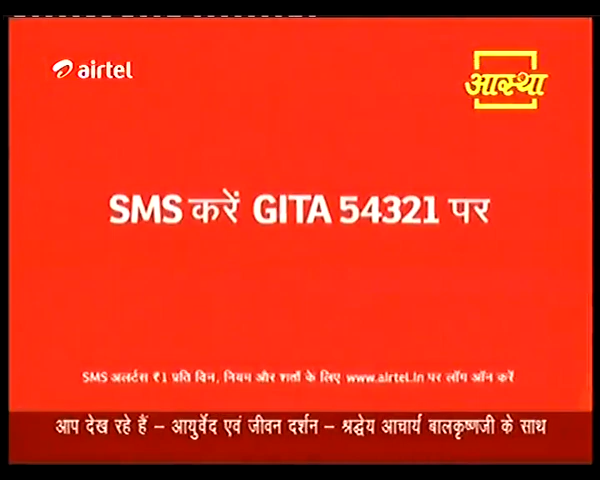 airtel
आस्था
SMS करें GITA 54321 पर
SMS अलर्टस ₹1 प्रति दिन, नियम और शर्तों के लिए www.airtel.in पर लॉग ऑन करें
आप देख रहे हैं – आयुर्वेद एवं जीवन दर्शन – श्रद्धेय आचार्य बालकृष्णजी के साथ